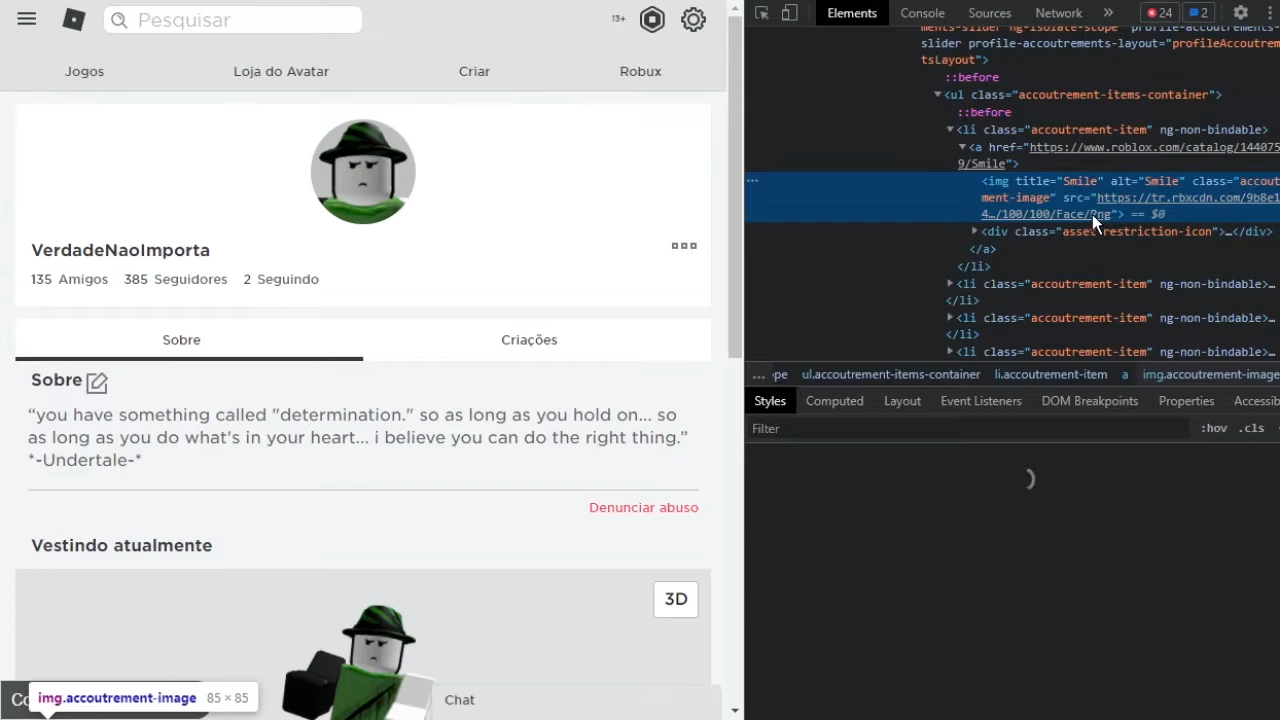 Pesquisar
13+
Jogos
Loja do Avatar
Criar
Robux
VerdadeNaoImporta
135 Amigos 385 Seguidores 2 Seguindo
Sobre
Criações
Sobre
“you have something called "determination." so as long as you hold on... so
as long as you do what's in your heart... i believe you can do the right thing.”
*-Undertale-*
Denunciar abuso
Vestindo atualmente
3D
img.accoutrement-image 85 × 85
Chat
Elements Console Sources Network » 24 2
slider profile-accoutrements-layout="profileAccoutrem
tsLayout">
::before
<ul class="accoutrement-items-container">
::before
<li class="accoutrement-item" ng-non-bindable>
<a href="https://www.roblox.com/catalog/144075
9/Smile">
<img title="Smile" alt="Smile" class="accout
ment-image" src="https://tr.rbxcdn.com/9b8e1
4…/100/100/Face/Png"> == $0
<div class="asset-restriction-icon">…</div>
</a>
</li>
<li class="accoutrement-item" ng-non-bindable>…
</li>
<li class="accoutrement-item" ng-non-bindable>…
</li>
<li class="accoutrement-item" ng-non-bindable>…
... pe ul.accoutrement-items-container li.accoutrement-item a img.accoutrement-image
Styles Computed Layout Event Listeners DOM Breakpoints Properties Accessib
Filter :hov .cls